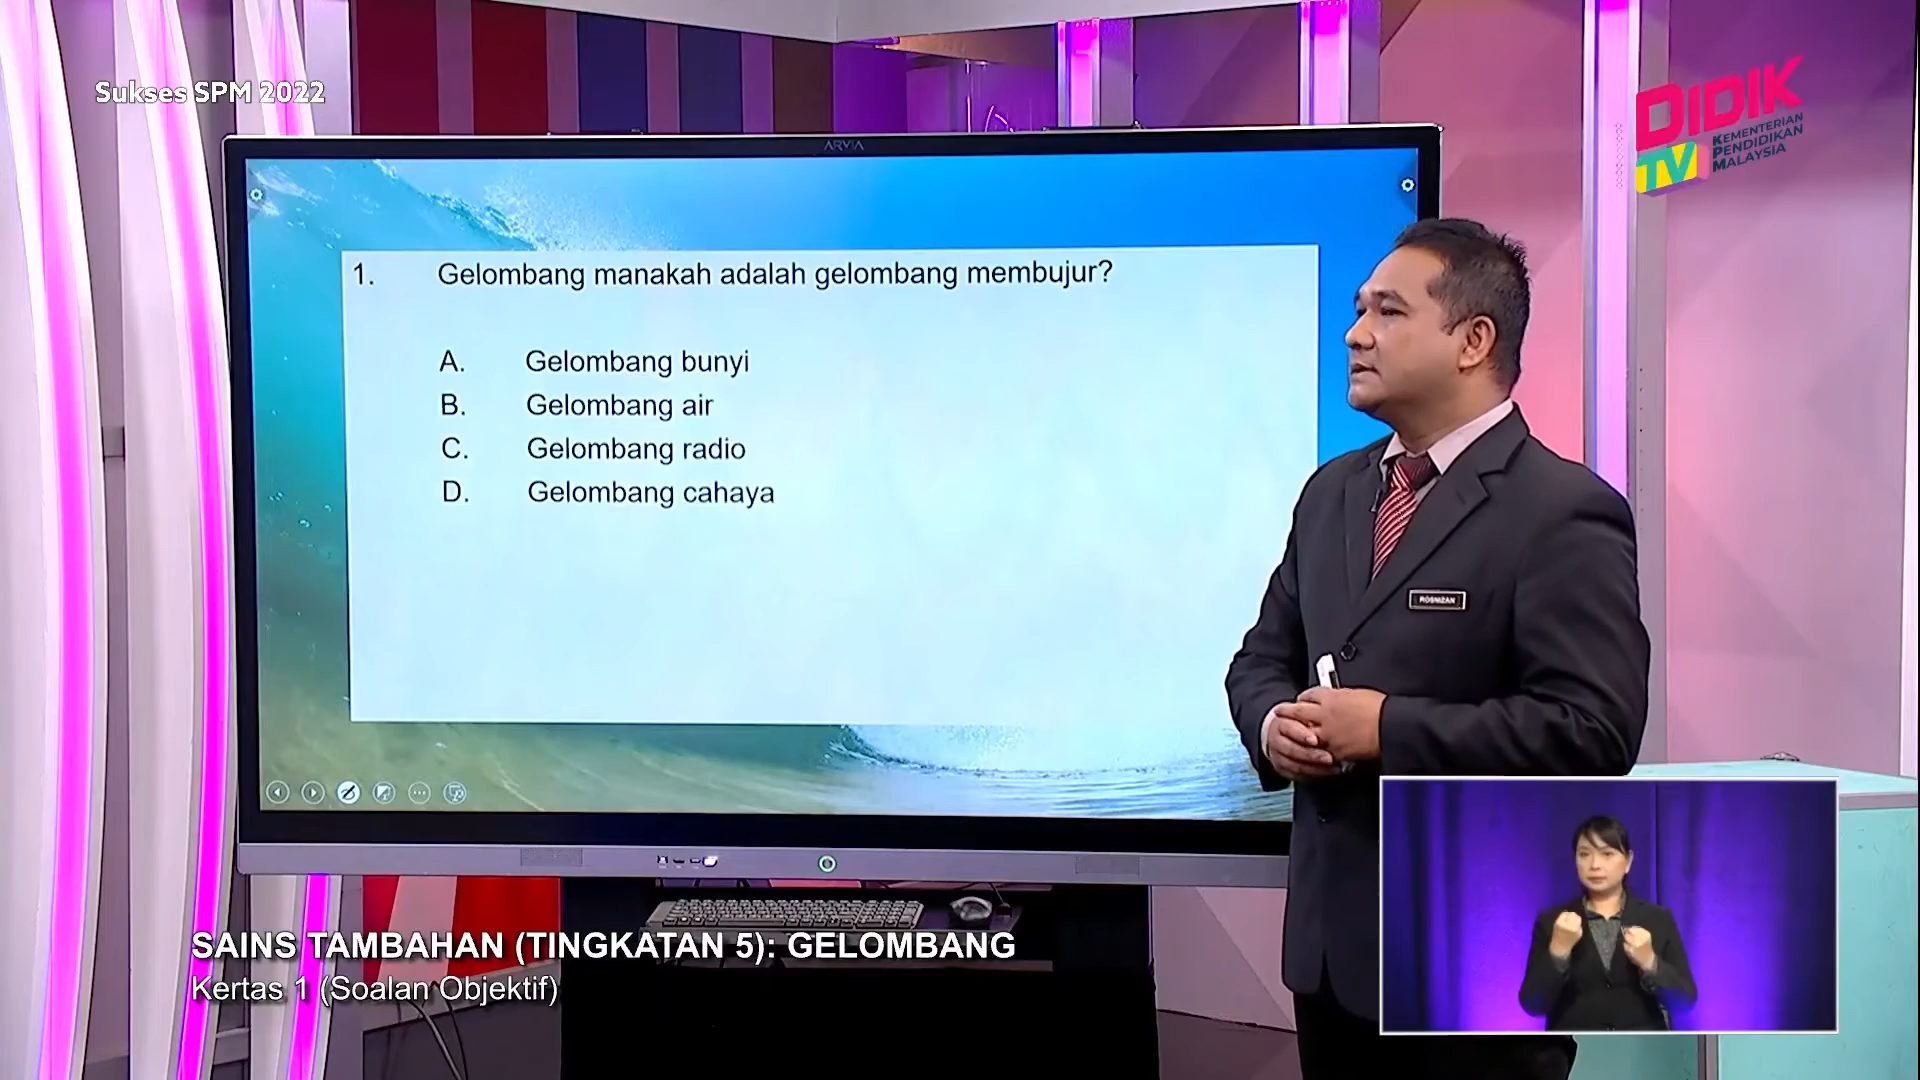 Sukses SPM 2022
DIDIK
TV
KEMENTERIAN
PENDIDIKAN
MALAYSIA
ARVIA
1. Gelombang manakah adalah gelombang membujur?
A. Gelombang bunyi
B. Gelombang air
C. Gelombang radio
D. Gelombang cahaya
ROSMIZAN
SAINS TAMBAHAN (TINGKATAN 5): GELOMBANG
Kertas 1 (Soalan Objektif)